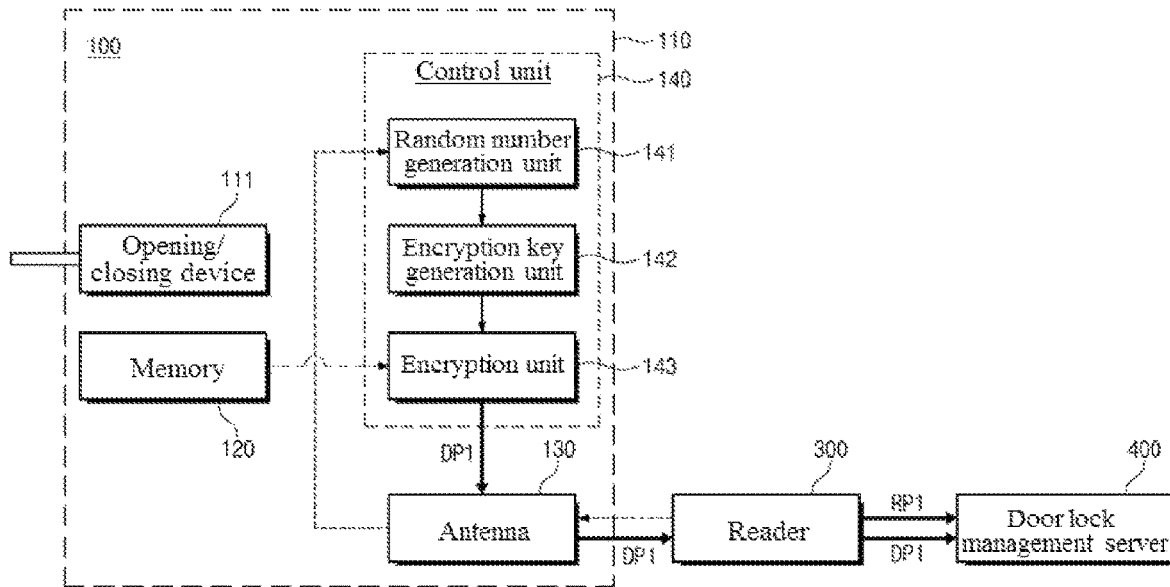 100
110
Control unit
140
Random number
generation unit
141
111
Opening/
closing device
Encryption key
generation unit
142
Memory
Encryption unit
143
120
DP1
130
300
400
Antenna
DP1
Reader
RP1
DP1
Door lock
management server